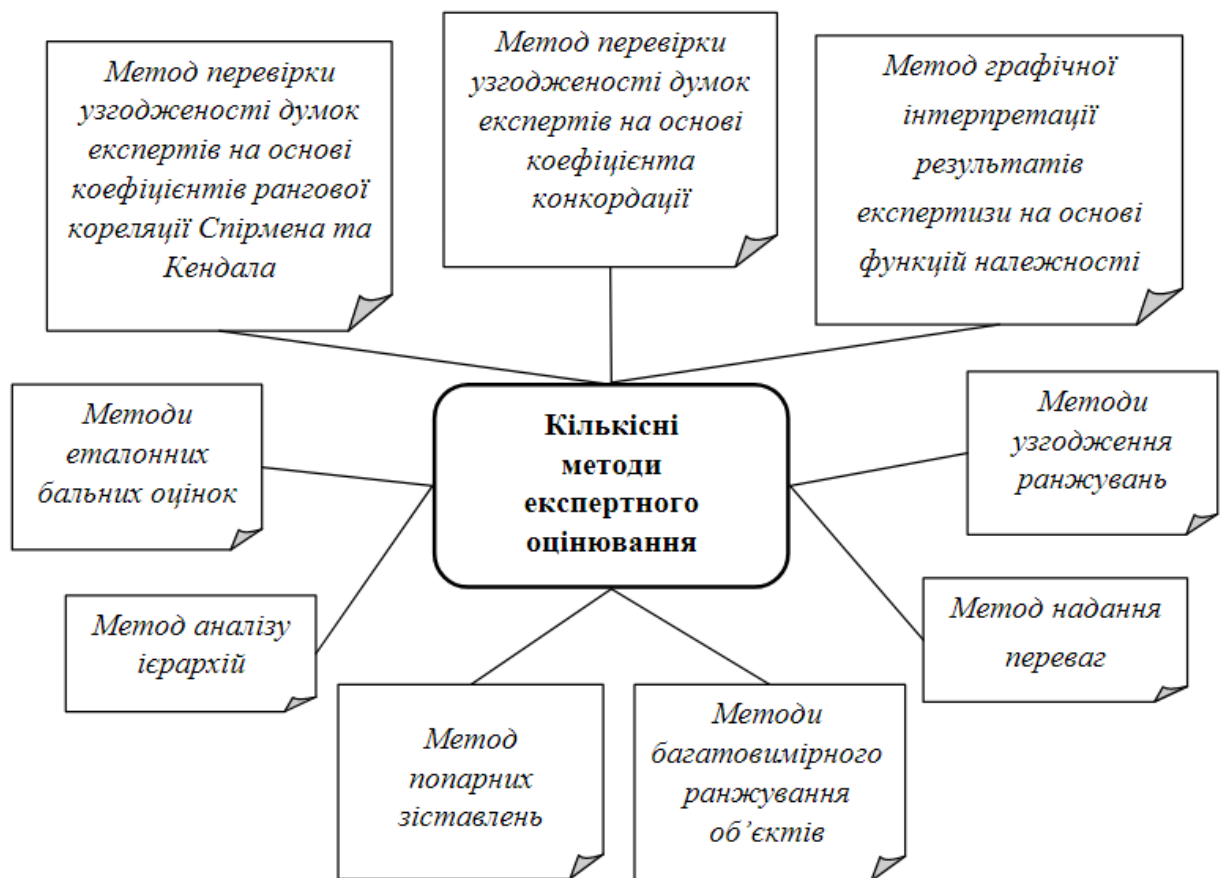 Метод перевірки
узгодженості думок
експертів на основі
коефіцієнтів рангової
кореляції Спірмена та
Кендала
Метод перевірки
узгодженості думок
експертів на основі
коефіцієнта
конкордації
Метод графічної
інтерпретації
результатів
експертизи на основі
функцій належності
Методи
еталонних
бальних оцінок
Кількісні
методи
експертного
оцінювання
Методи
узгодження
ранжувань
Метод аналізу
ієрархій
Метод
попарних
зіставлень
Методи
багатовимірного
ранжування
об’єктів
Метод надання
переваг